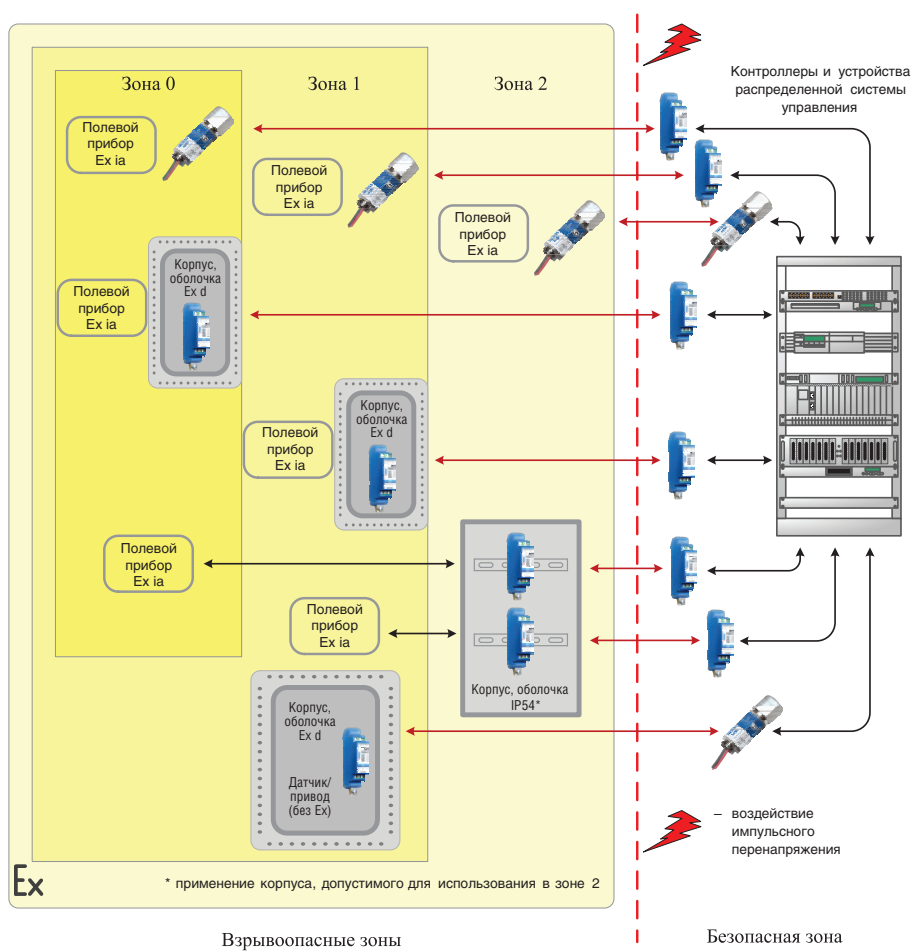 Контроллеры и устройства
распределенной системы
управления
Зона 0
Зона 1
Зона 2
Полевой
прибор
Ex ia
Полевой
прибор
Ex ia
Полевой
прибор
Ex ia
Полевой
прибор
Ex ia
Корпус,
оболочка
Ex d
Полевой
прибор
Ex ia
Корпус,
оболочка
Ex d
Полевой
прибор
Ex ia
Полевой
прибор
Ex ia
Корпус, оболочка
IP54*
Корпус,
оболочка
Ex d
Датчик/
привод
(без Ex)
– воздействие
импульсного
перенапряжения
Ex
* применение корпуса, допустимого для использования в зоне 2
Взрывоопасные зоны
Безопасная зона